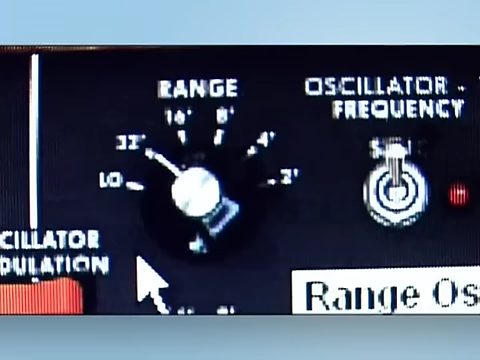 RANGE
OSCILLATOR -
FREQUENCY
16' 8'
32' 4'
LO 2'
CILLATOR
DULATION
Range Os